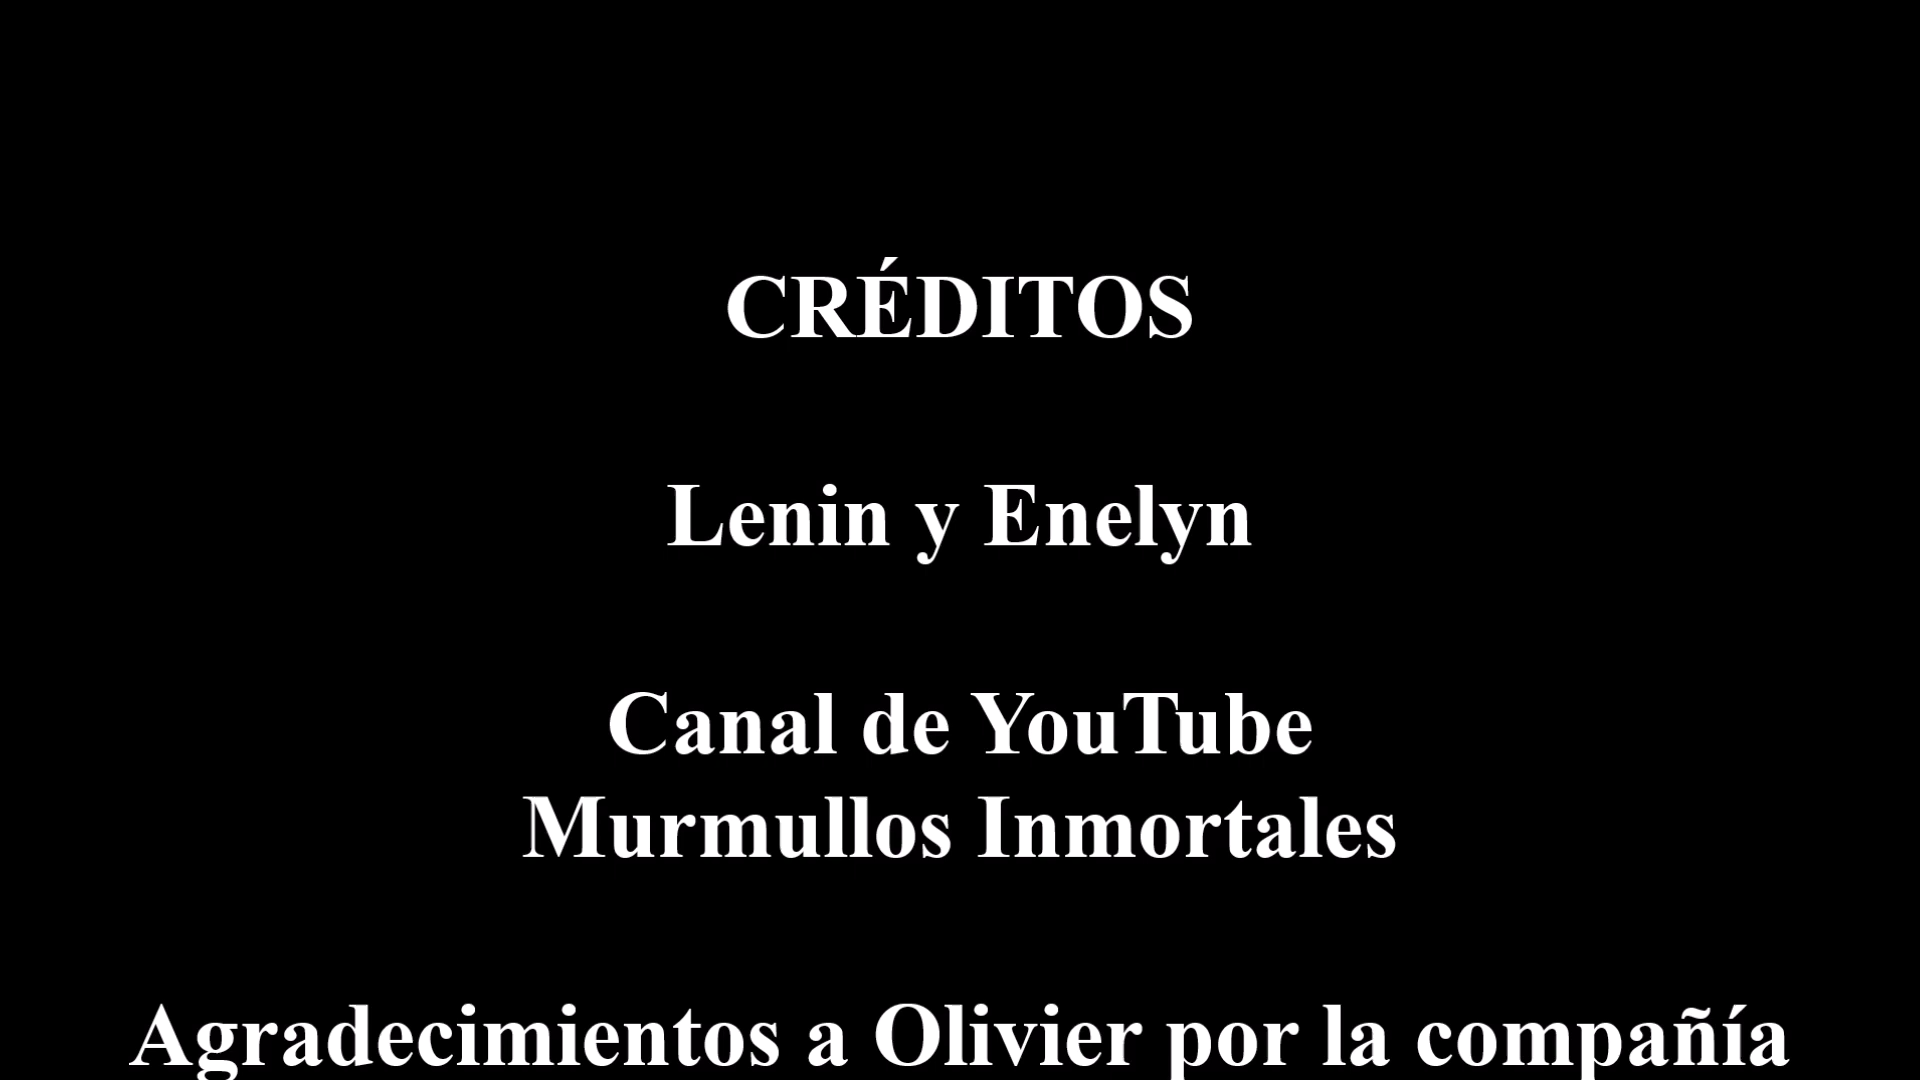 CRÉDITOS
Lenin y Enelyn
Canal de YouTube
Murmullos Inmortales
Agradecimientos a Olivier por la compañía